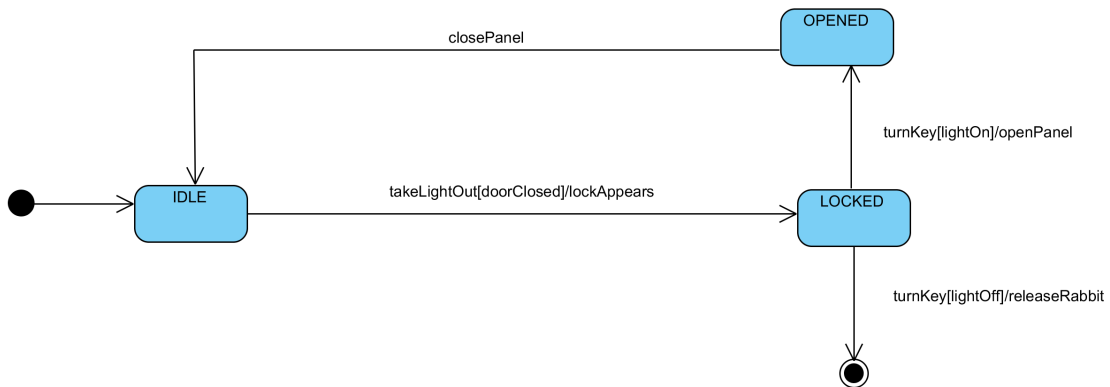 OPENED
closePanel
turnKey[lightOn]/openPanel
IDLE
takeLightOut[doorClosed]/lockAppears
LOCKED
turnKey[lightOff]/releaseRabbit